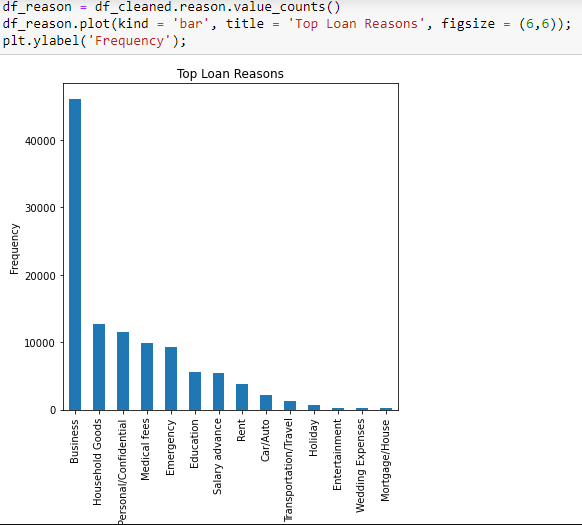 df_reason = df_cleaned.reason.value_counts()
df_reason.plot(kind = 'bar', title = 'Top Loan Reasons', figsize = (6,6));
plt.ylabel('Frequency');
Top Loan Reasons
40000
30000
20000
10000
0
Frequency
Business
Household Goods
Personal/Confidential
Medical fees
Emergency
Education
Salary advance
Rent
Car/Auto
Transportation/Travel
Holiday
Entertainment
Wedding Expenses
Mortgage/House